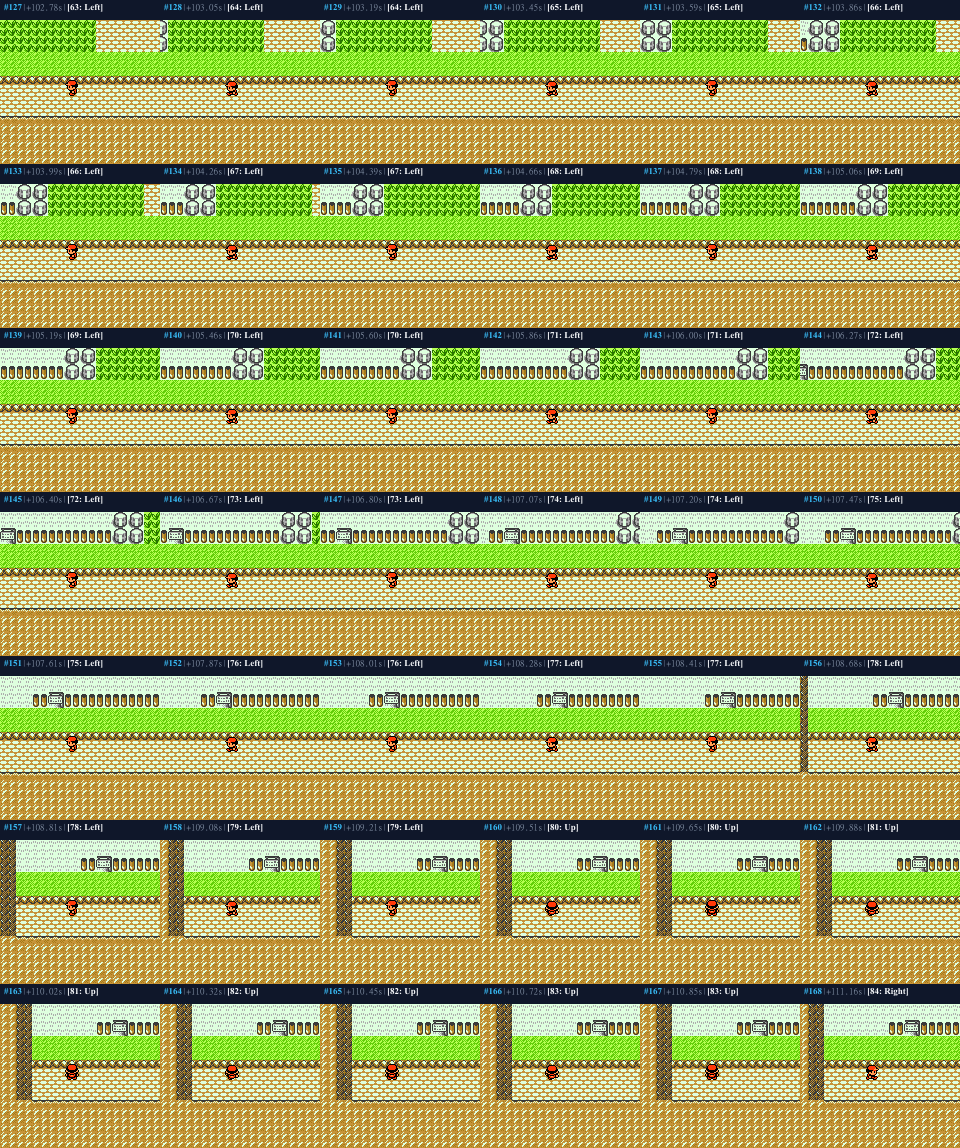 #127|+102.78s|[63: Left] #128|+103.05s|[64: Left] #129|+103.19s|[64: Left] #130|+103.45s|[65: Left] #131|+103.59s|[65: Left] #132|+103.86s|[66: Left]
#133|+103.99s|[66: Left] #134|+104.26s|[67: Left] #135|+104.39s|[67: Left] #136|+104.66s|[68: Left] #137|+104.79s|[68: Left] #138|+105.06s|[69: Left]
#139|+105.19s|[69: Left] #140|+105.46s|[70: Left] #141|+105.60s|[70: Left] #142|+105.86s|[71: Left] #143|+106.00s|[71: Left] #144|+106.27s|[72: Left]
#145|+106.40s|[72: Left] #146|+106.67s|[73: Left] #147|+106.80s|[73: Left] #148|+107.07s|[74: Left] #149|+107.20s|[74: Left] #150|+107.47s|[75: Left]
#151|+107.61s|[75: Left] #152|+107.87s|[76: Left] #153|+108.01s|[76: Left] #154|+108.28s|[77: Left] #155|+108.41s|[77: Left] #156|+108.68s|[78: Left]
#157|+108.81s|[78: Left] #158|+109.08s|[79: Left] #159|+109.21s|[79: Left] #160|+109.51s|[80: Up] #161|+109.65s|[80: Up] #162|+109.88s|[81: Up]
#163|+110.02s|[81: Up] #164|+110.32s|[82: Up] #165|+110.45s|[82: Up] #166|+110.72s|[83: Up] #167|+110.85s|[83: Up] #168|+111.16s|[84: Right]